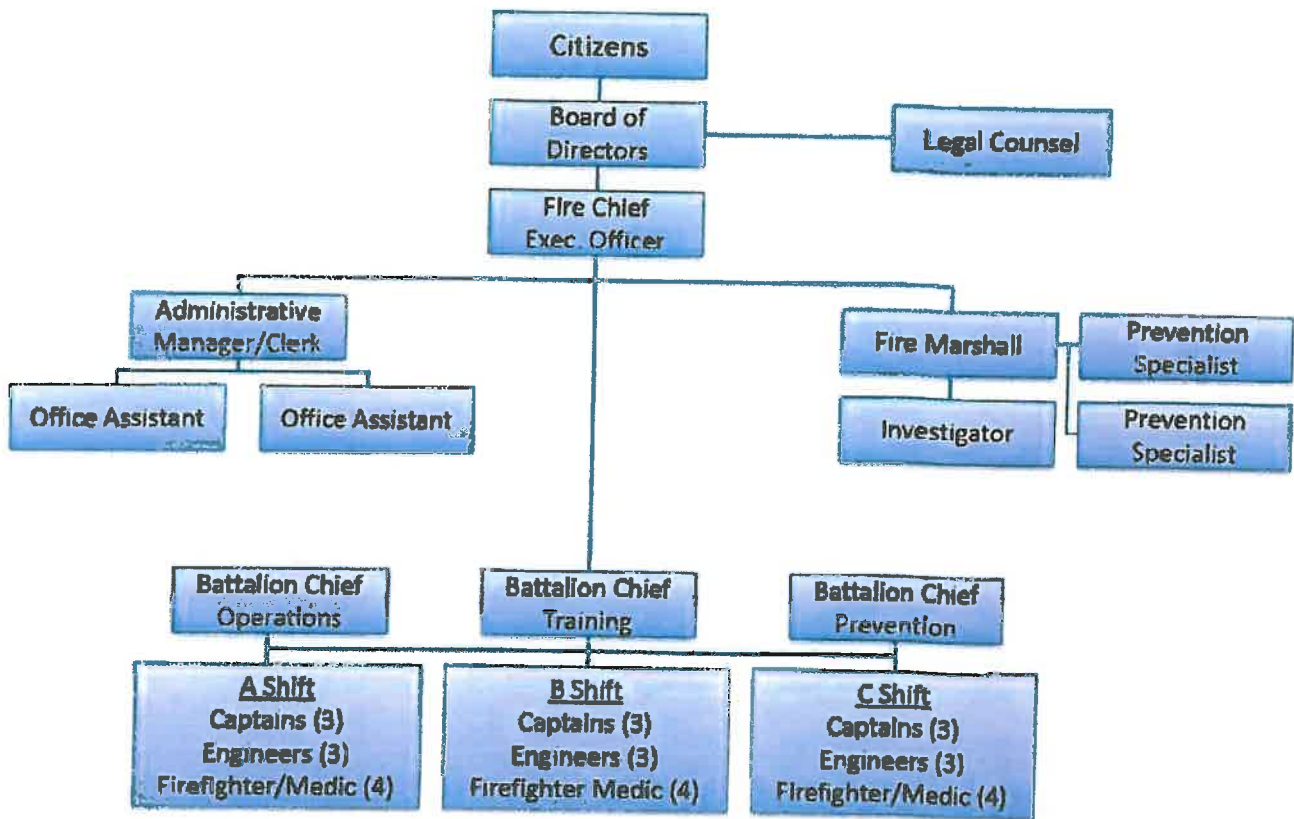 Citizens
Board of
Directors
Legal Counsel
Fire Chief
Exec. Officer
Administrative
Manager/Clerk
Office Assistant
Office Assistant
Fire Marshall
Prevention
Specialist
Investigator
Prevention
Specialist
Battalion Chief
Operations
Battalion Chief
Training
Battalion Chief
Prevention
A Shift
Captains (3)
Engineers (3)
Firefighter/Medic (4)
B Shift
Captains (3)
Engineers (3)
Firefighter Medic (4)
C Shift
Captains (3)
Engineers (3)
Firefighter/Medic (4)